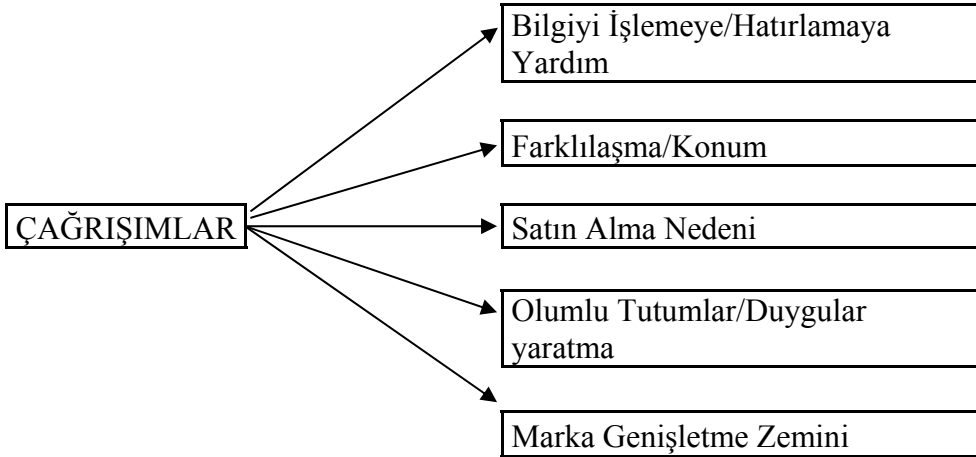 Bilgiyi İşlemeye/Hatırlamaya
Yardım
Farklılaşma/Konum
ÇAĞRIŞIMLAR
Satın Alma Nedeni
Olumlu Tutumlar/Duygular
yaratma
Marka Genişletme Zemini